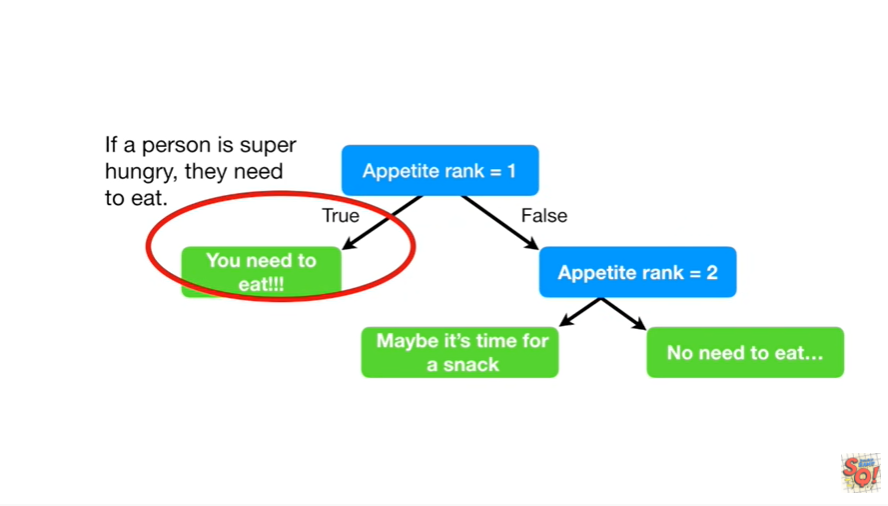 If a person is super
hungry, they need
to eat.
Appetite rank = 1
True
False
You need to
eat!!!
Appetite rank = 2
Maybe it's time for
a snack
No need to eat...
SQ!